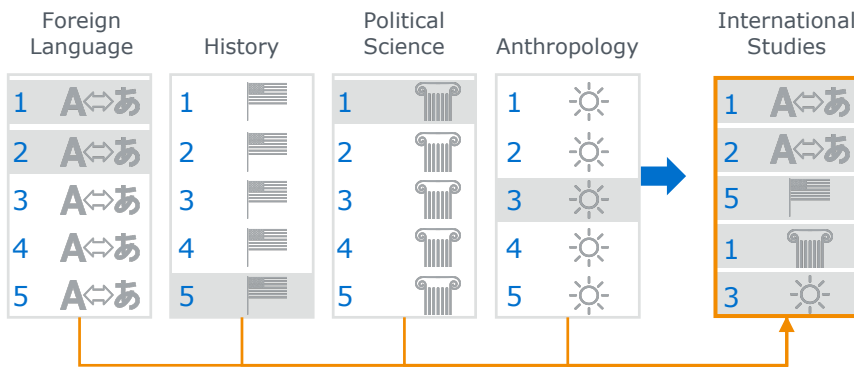 Foreign
Language
History
Political
Science
Anthropology
International
Studies
1 A⇔あ
2 A⇔あ
3 A⇔あ
4 A⇔あ
5 A⇔あ
1
2
3
4
5
1
2
3
4
5
1
2
3
4
5
1 A⇔あ
2 A⇔あ
5
1
3